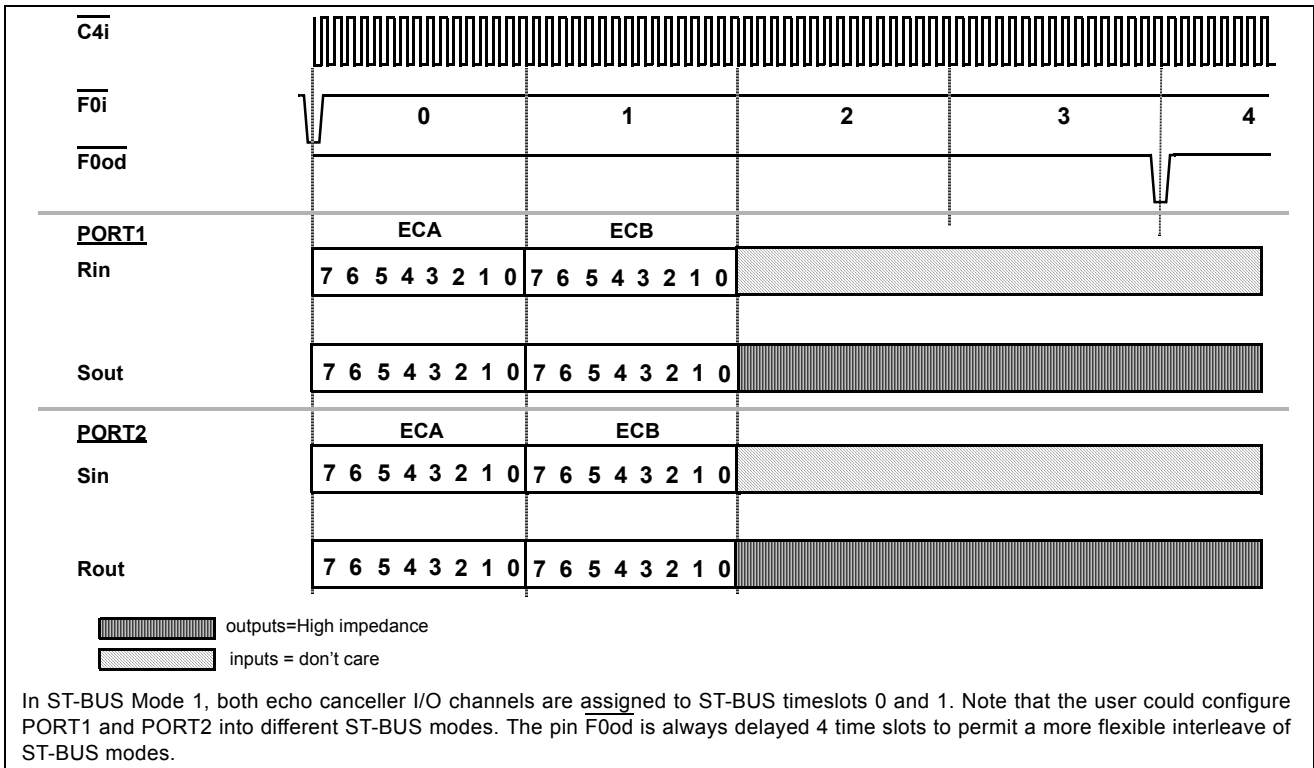 C4i
F0i
0 1 2 3 4
F0od
PORT1 ECA ECB
Rin 7 6 5 4 3 2 1 0 7 6 5 4 3 2 1 0
Sout 7 6 5 4 3 2 1 0 7 6 5 4 3 2 1 0
PORT2 ECA ECB
Sin 7 6 5 4 3 2 1 0 7 6 5 4 3 2 1 0
Rout 7 6 5 4 3 2 1 0 7 6 5 4 3 2 1 0
outputs=High impedance
inputs = don't care
In ST-BUS Mode 1, both echo canceller I/O channels are assigned to ST-BUS timeslots 0 and 1. Note that the user could configure
PORT1 and PORT2 into different ST-BUS modes. The pin F0od is always delayed 4 time slots to permit a more flexible interleave of
ST-BUS modes.